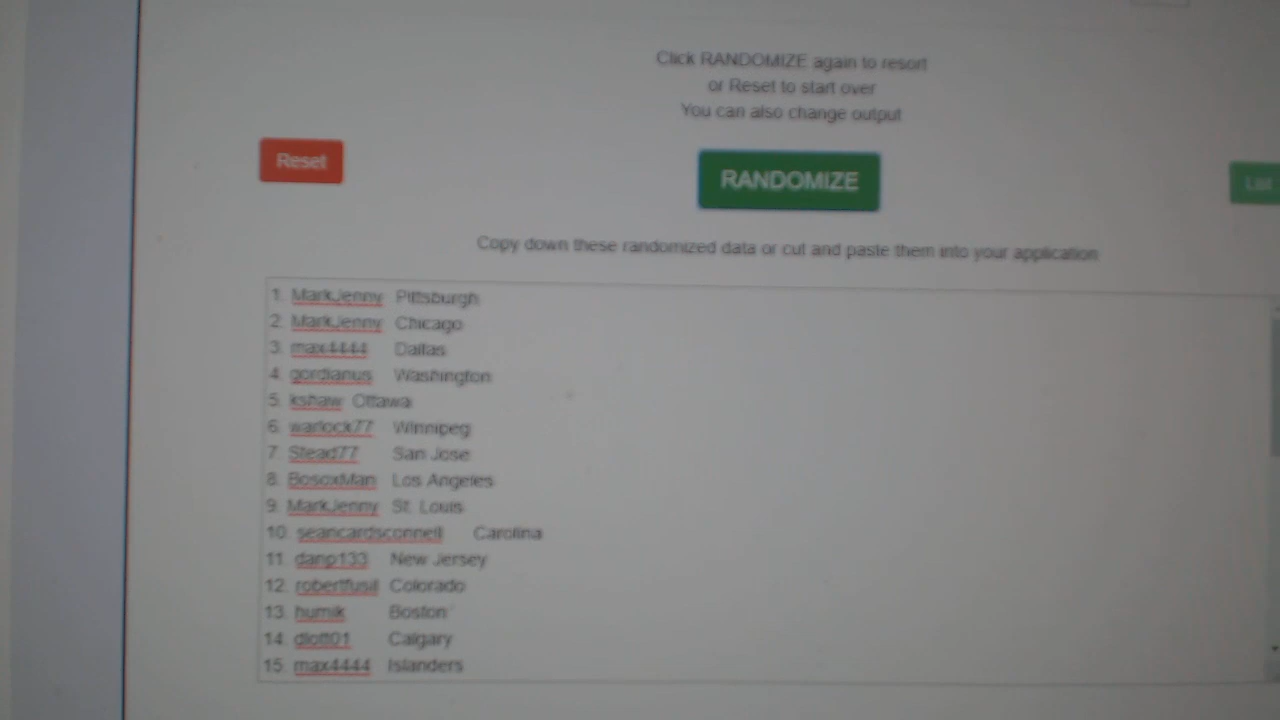 Click RANDOMIZE again to resort
or Reset to start over
You can also change output
Reset
RANDOMIZE
List
Copy down these randomized data or cut and paste them into your application
1. MarkJenny Pittsburgh
2. MarkJenny Chicago
3. max4444 Dallas
4. gordianus Washington
5. kshaw Ottawa
6. warlock77 Winnipeg
7. Stead77 San Jose
8. BosoxMan Los Angeles
9. MarkJenny St. Louis
10. seancardsconnell Carolina
11. danp133 New Jersey
12. robertfusil Colorado
13. humik Boston
14. dlott01 Calgary
15. max4444 Islanders